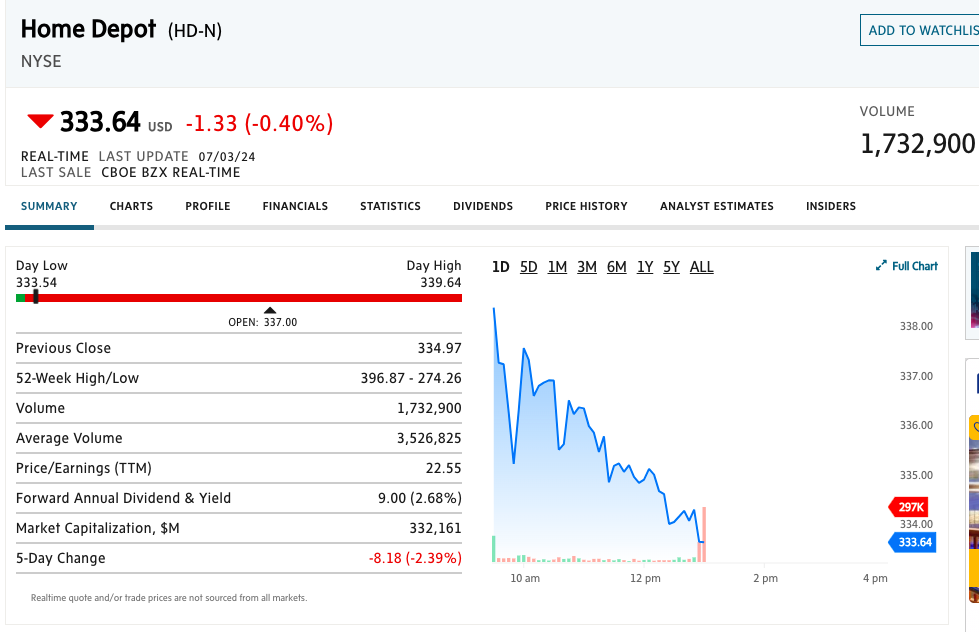 Home Depot (HD-N)
NYSE
ADD TO WATCHLIS
333.64 USD -1.33 (-0.40%)
REAL-TIME LAST UPDATE 07/03/24
LAST SALE CBOE BZX REAL-TIME
VOLUME
1,732,900
SUMMARY CHARTS PROFILE FINANCIALS STATISTICS DIVIDENDS PRICE HISTORY ANALYST ESTIMATES INSIDERS
Day Low Day High
333.54 339.64
OPEN: 337.00
Previous Close 334.97
52-Week High/Low 396.87 - 274.26
Volume 1,732,900
Average Volume 3,526,825
Price/Earnings (TTM) 22.55
Forward Annual Dividend & Yield 9.00 (2.68%)
Market Capitalization, $M 332,161
5-Day Change -8.18 (-2.39%)
Realtime quote and/or trade prices are not sourced from all markets.
1D 5D 1M 3M 6M 1Y 5Y ALL
Full Chart
338.00
337.00
336.00
335.00
297K
334.00
333.64
10 am 12 pm 2 pm 4 pm